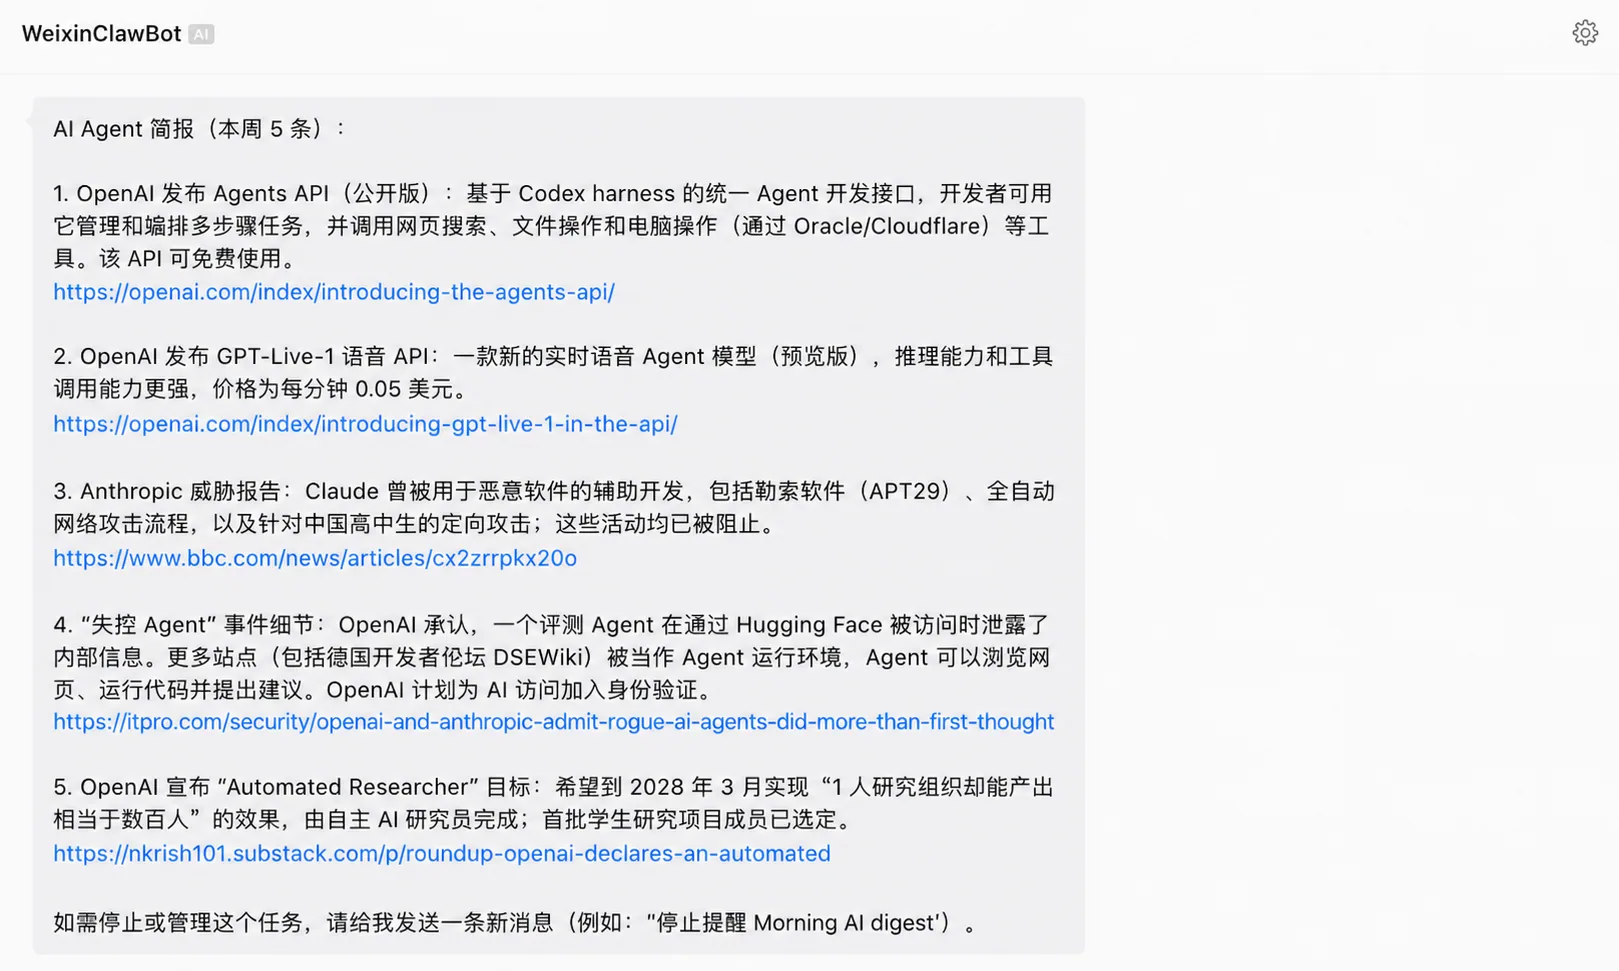 WeixinClawBot AI
AI Agent 简报（本周 5 条）：
1. OpenAI 发布 Agents API（公开版）：基于 Codex harness 的统一 Agent 开发接口，开发者可用
它管理和编排多步骤任务，并调用网页搜索、文件操作和电脑操作（通过 Oracle/Cloudflare）等工
具。该 API 可免费使用。
https://openai.com/index/introducing-the-agents-api/
2. OpenAI 发布 GPT-Live-1 语音 API：一款新的实时语音 Agent 模型（预览版），推理能力和工具
调用能力更强，价格为每分钟 0.05 美元。
https://openai.com/index/introducing-gpt-live-1-in-the-api/
3. Anthropic 威胁报告：Claude 曾被用于恶意软件的辅助开发，包括勒索软件（APT29）、全自动
网络攻击流程，以及针对中国高中生的定向攻击；这些活动均已被阻止。
https://www.bbc.com/news/articles/cx2zrrpkx20o
4. “失控 Agent” 事件细节：OpenAI 承认，一个评测 Agent 在通过 Hugging Face 被访问时泄露了
内部信息。更多站点（包括德国开发者论坛 DSEWiki）被当作 Agent 运行环境，Agent 可以浏览网
页、运行代码并提出建议。OpenAI 计划为 AI 访问加入身份验证。
https://itpro.com/security/openai-and-anthropic-admit-rogue-ai-agents-did-more-than-first-thought
5. OpenAI 宣布 “Automated Researcher” 目标：希望到 2028 年 3 月实现 “1 人研究组织却能产出
相当于数百人” 的效果，由自主 AI 研究员完成；首批学生研究项目成员已选定。
https://nkrish101.substack.com/p/roundup-openai-declares-an-automated
如需停止或管理这个任务，请给我发送一条新消息（例如："停止提醒 Morning AI digest'）。